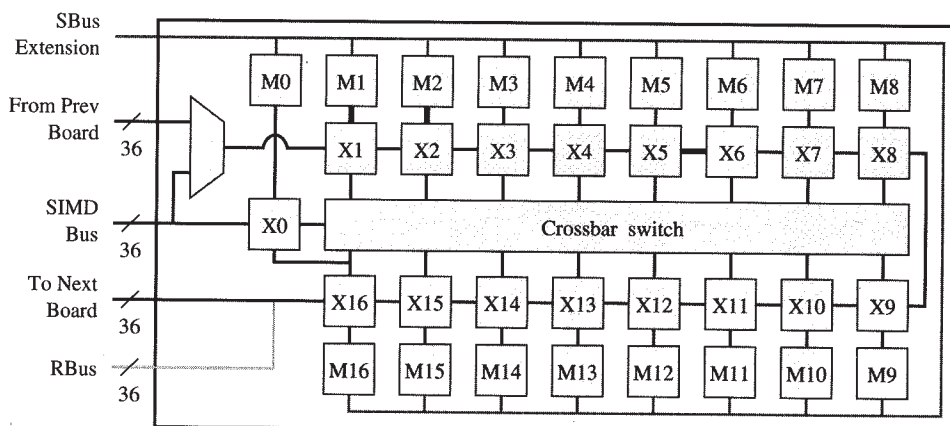 SBus
Extension
M0 M1 M2 M3 M4 M5 M6 M7 M8
From Prev
Board
36
X1 X2 X3 X4 X5 X6 X7 X8
SIMD
Bus
36
X0
Crossbar switch
To Next
Board
36
X16 X15 X14 X13 X12 X11 X10 X9
RBus
36
M16 M15 M14 M13 M12 M11 M10 M9